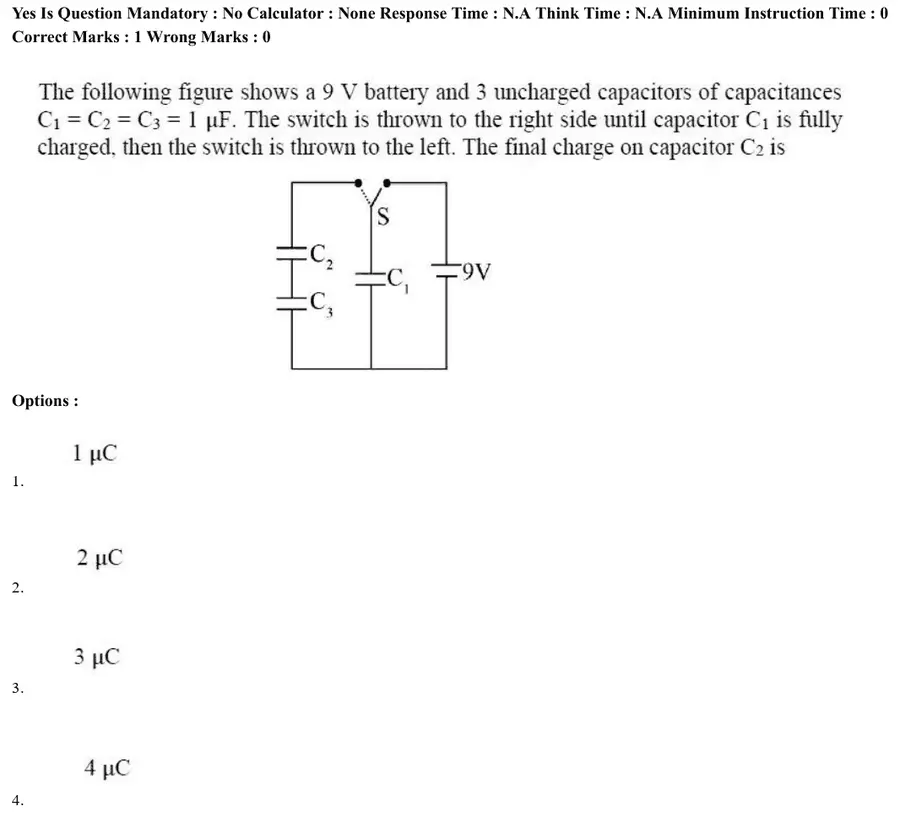 Yes Is Question Mandatory : No Calculator : None Response Time : N.A Think Time : N.A Minimum Instruction Time : 0
Correct Marks : 1 Wrong Marks : 0
The following figure shows a 9 V battery and 3 uncharged capacitors of capacitances
C₁ = C₂ = C₃ = 1 μF. The switch is thrown to the right side until capacitor C₁ is fully
charged, then the switch is thrown to the left. The final charge on capacitor C₂ is
S
C₂
C₁
9V
C₃
Options :
1 μC
1.
2 μC
2.
3 μC
3.
4 μC
4.